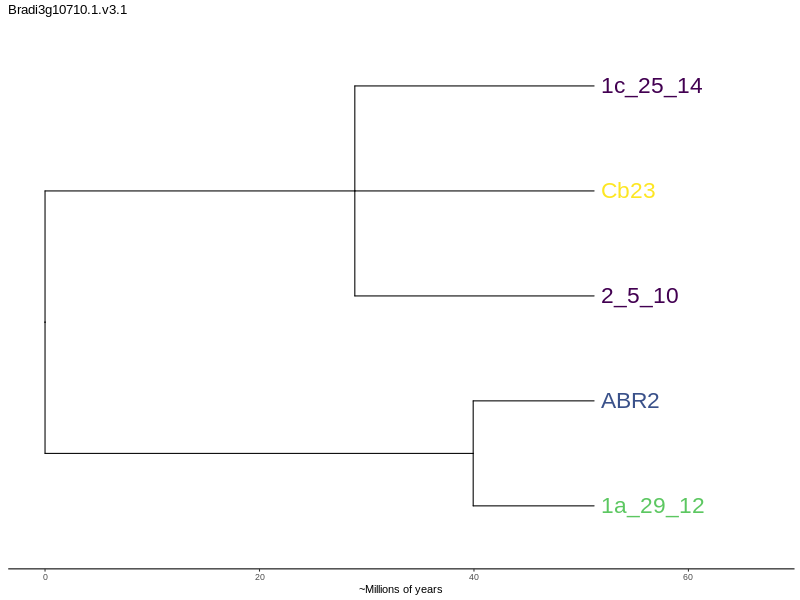 Bradi3g10710.1.v3.1
1c_25_14
Cb23
2_5_10
ABR2
1a_29_12
0 20 40 60
~Millions of years